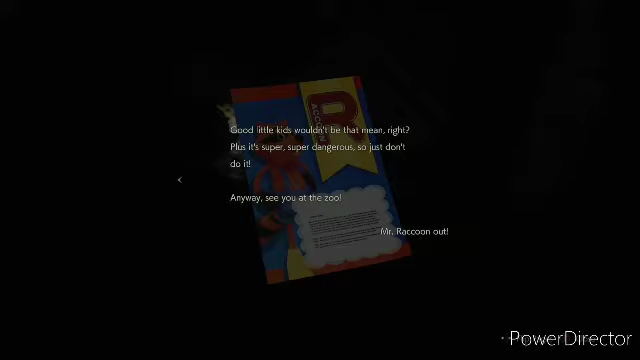 RACCOON
Good little kids wouldn't be that mean, right?
Plus it's super, super dangerous, so just don't
do it!
Anyway, see you at the zoo!
Mr. Raccoon out!
PowerDirector